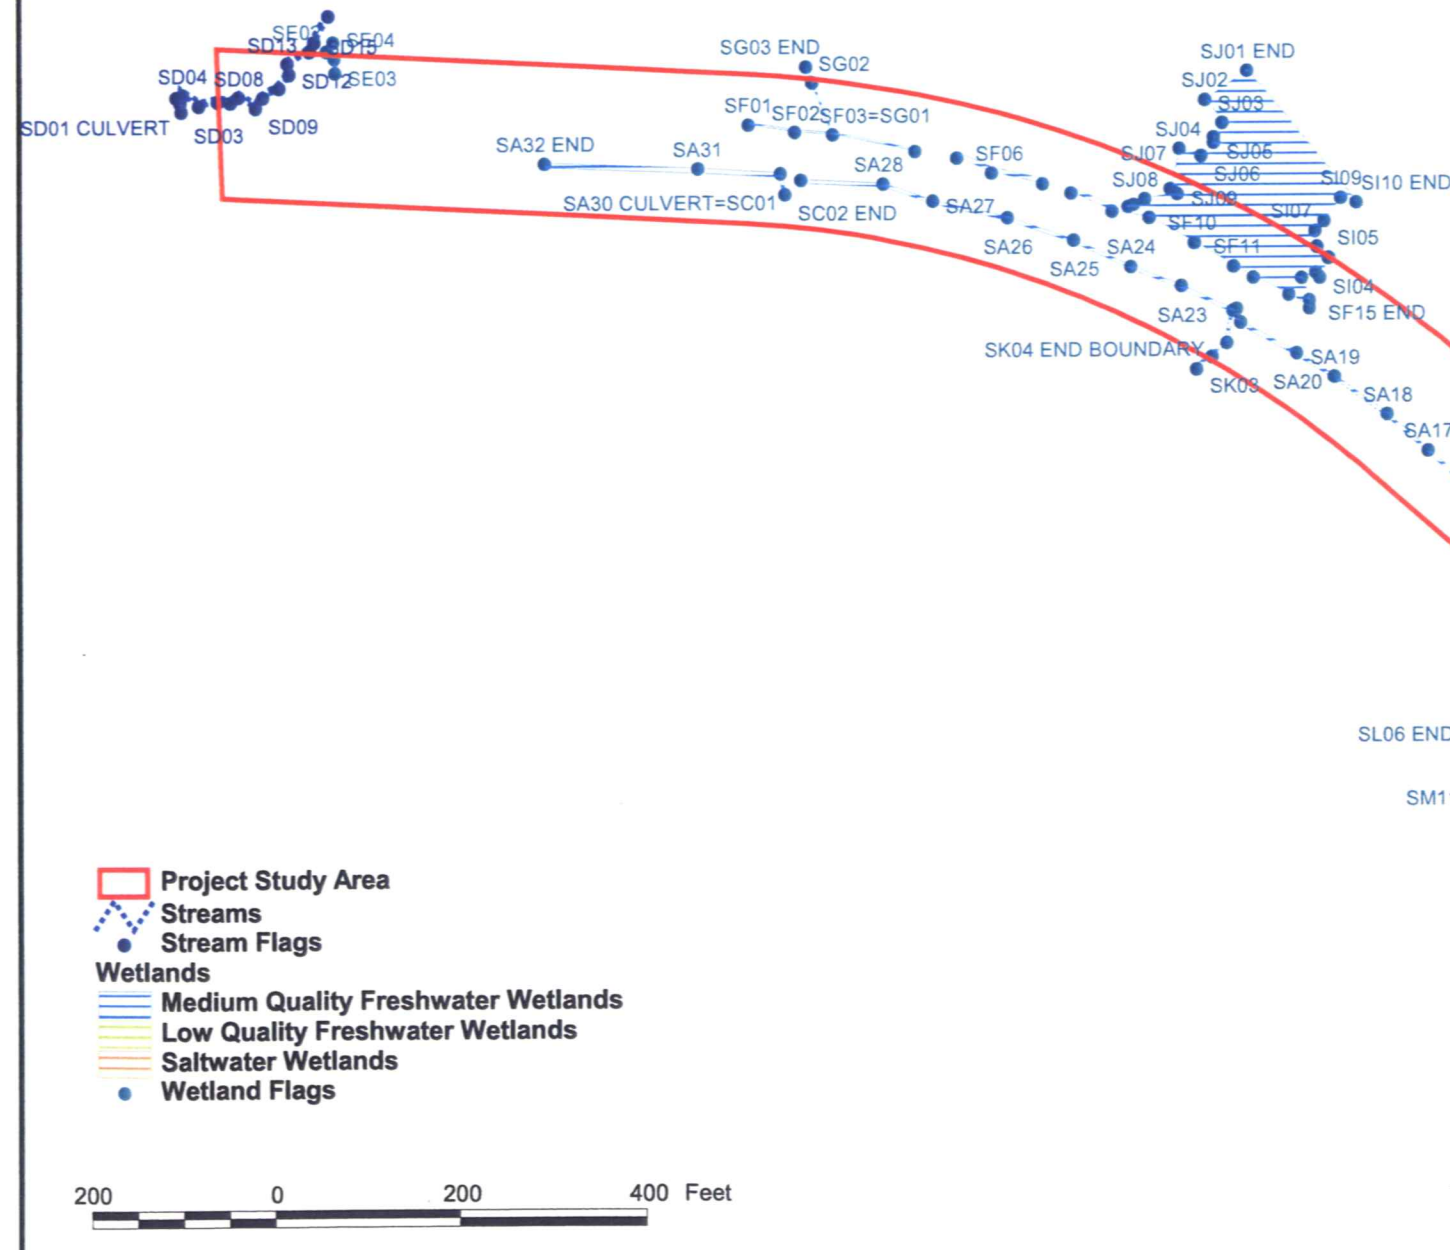 SE04
SD13
SD15
SD04
SD08
SD12
SE03
SD01 CULVERT
SD03
SD09
SG03 END
SG02
SF01
SF02
SF03=SG01
SA32 END
SA31
SA28
SF06
SA30 CULVERT=SC01
SC02 END
SA27
SA26
SA25
SA24
SA23
SJ01 END
SJ02
SJ03
SJ04
SJ05
SJ07
SJ06
SJ08
SJ09
SI09
SI10 END
SI07
SF10
SF11
SI05
SI04
SF15 END
SK04 END BOUNDARY
SK03
SA19
SA20
SA18
SA17
SL06 END
Project Study Area
Streams
Stream Flags
Wetlands
Medium Quality Freshwater Wetlands
Low Quality Freshwater Wetlands
Saltwater Wetlands
Wetland Flags
200 0 200 400 Feet